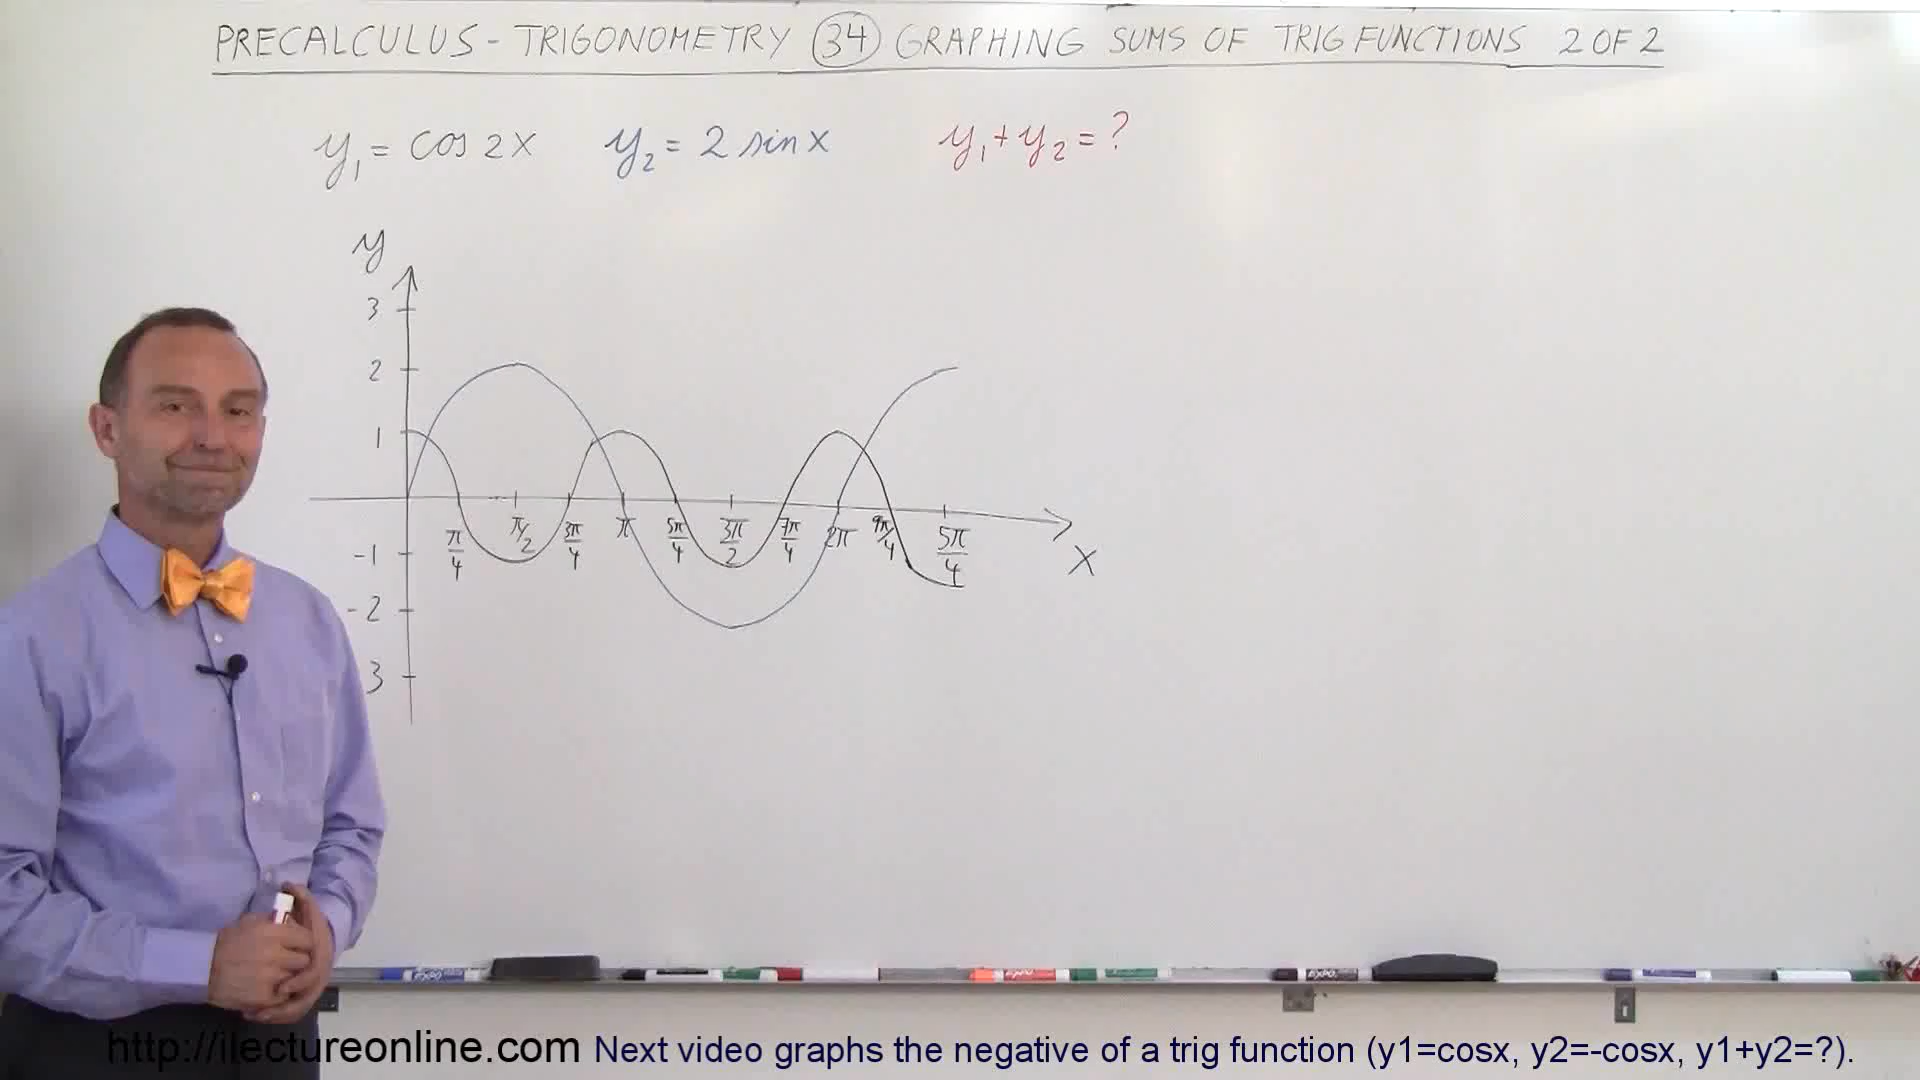 PRECALCULUS - TRIGONOMETRY 34 GRAPHING SUMS OF TRIG FUNCTIONS 2 OF 2
y₁ = cos 2x y₂ = 2 sin x y₁ + y₂ = ?
y
3
2
1
-1
-2
3
π/4 π/2 3π/4 π 5π/4 3π/2 7π/4 2π 9π/4 5π/4
x
EXPO EXPO EXPO
http://ilectureonline.com Next video graphs the negative of a trig function (y1=cosx, y2=-cosx, y1+y2=?).